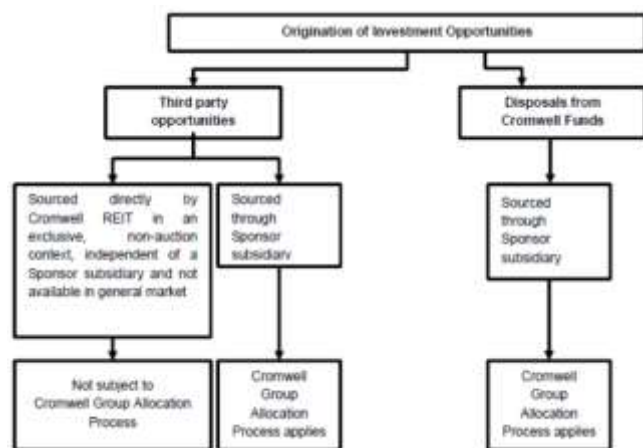 Origination of Investment Opportunities
Third party
opportunities
Disposals from
Cromwell Funds
Sourced directly by
Cromwell REIT in an
exclusive, non-auction
context, independent of a
Sponsor subsidiary and not
available in general market
Sourced
through
Sponsor
subsidiary
Sourced
through
Sponsor
subsidiary
Not subject to
Cromwell Group Allocation
Process
Cromwell
Group
Allocation
Process applies
Cromwell
Group
Allocation
Process applies